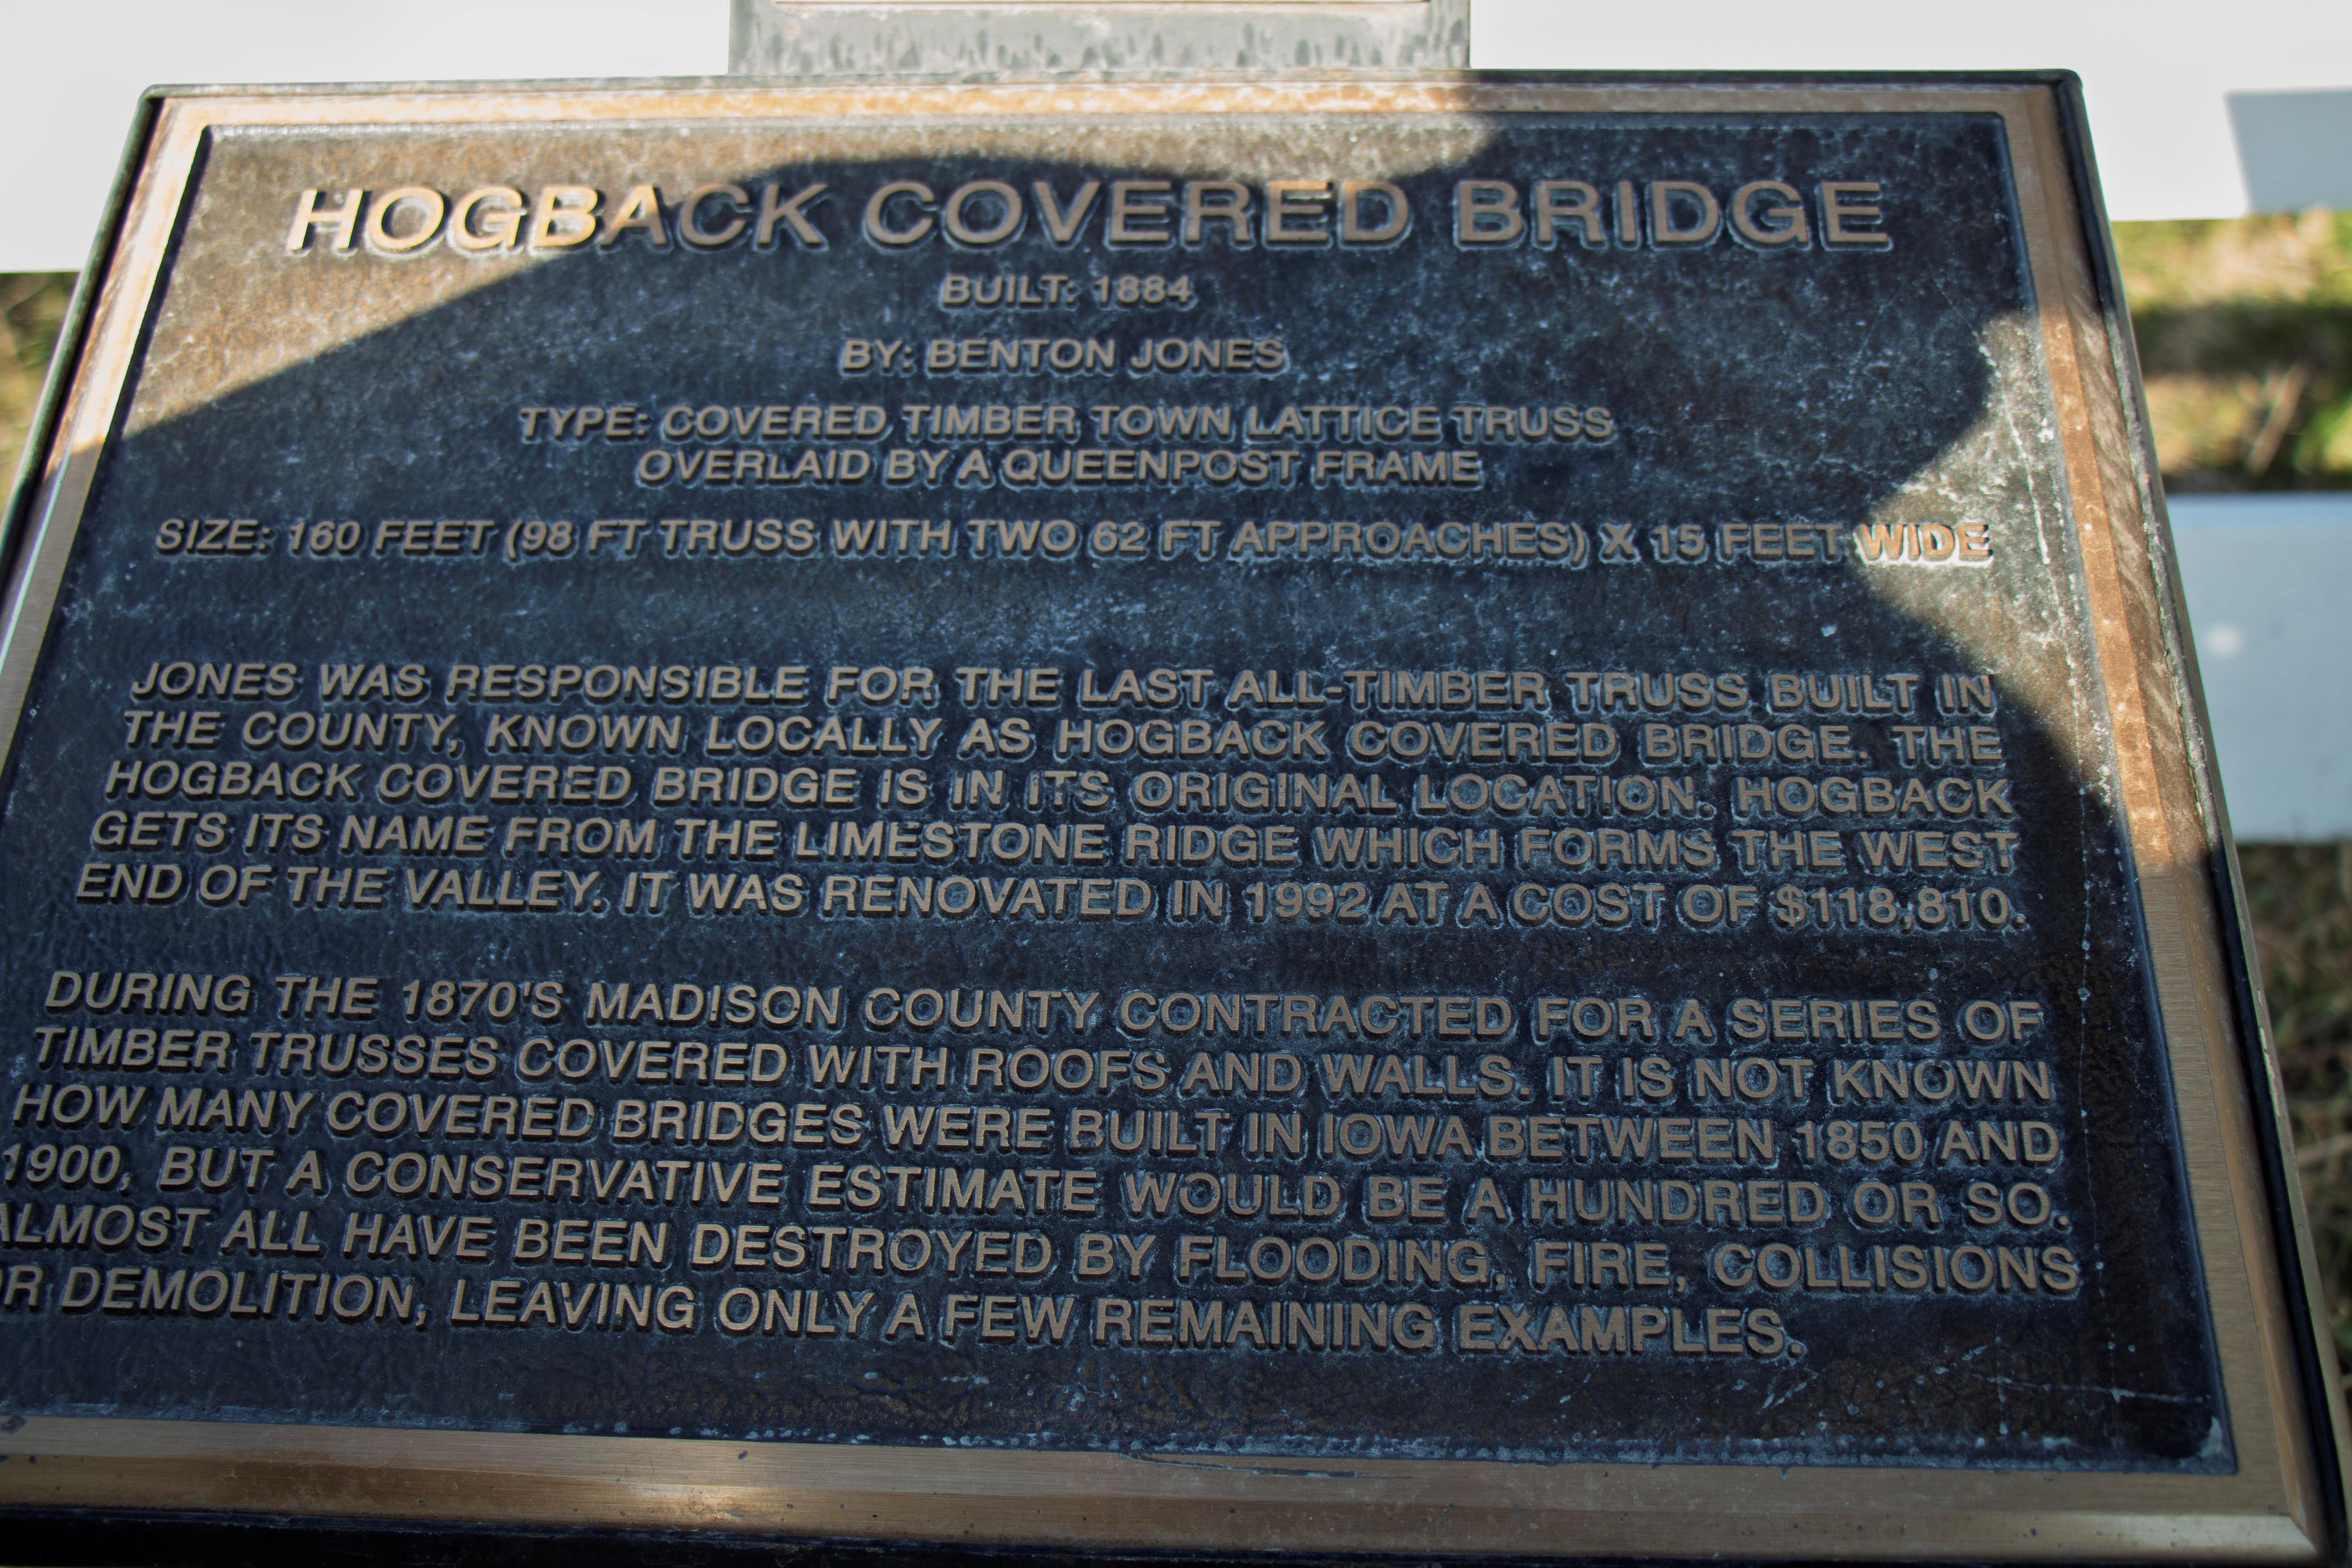 HOGBACK COVERED BRIDGE
BUILT: 1884
BY: BENTON JONES
TYPE: COVERED TIMBER TOWN LATTICE TRUSS
OVERLAID BY A QUEENPOST FRAME
SIZE: 160 FEET (98 FT TRUSS WITH TWO 62 FT APPROACHES) X 15 FEET WIDE
JONES WAS RESPONSIBLE FOR THE LAST ALL-TIMBER TRUSS BUILT IN
THE COUNTY, KNOWN LOCALLY AS HOGBACK COVERED BRIDGE. THE
HOGBACK COVERED BRIDGE IS IN ITS ORIGINAL LOCATION. HOGBACK
GETS ITS NAME FROM THE LIMESTONE RIDGE WHICH FORMS THE WEST
END OF THE VALLEY. IT WAS RENOVATED IN 1992 AT A COST OF $118,810.
DURING THE 1870'S MADISON COUNTY CONTRACTED FOR A SERIES OF
TIMBER TRUSSES COVERED WITH ROOFS AND WALLS. IT IS NOT KNOWN
HOW MANY COVERED BRIDGES WERE BUILT IN IOWA BETWEEN 1850 AND
1900, BUT A CONSERVATIVE ESTIMATE WOULD BE A HUNDRED OR SO.
ALMOST ALL HAVE BEEN DESTROYED BY FLOODING, FIRE, COLLISIONS
OR DEMOLITION, LEAVING ONLY A FEW REMAINING EXAMPLES.